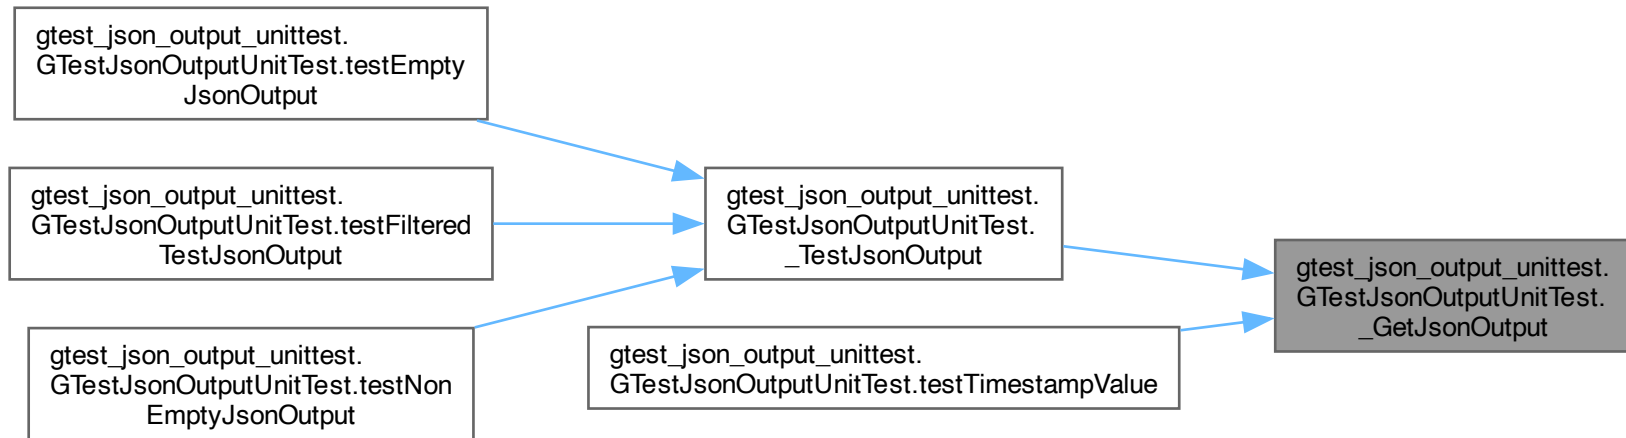 gtest_json_output_unittest.
GTestJsonOutputUnitTest.testEmpty
JsonOutput
gtest_json_output_unittest.
GTestJsonOutputUnitTest.testFiltered
TestJsonOutput
gtest_json_output_unittest.
GTestJsonOutputUnitTest.testNon
EmptyJsonOutput
gtest_json_output_unittest.
GTestJsonOutputUnitTest.
_TestJsonOutput
gtest_json_output_unittest.
GTestJsonOutputUnitTest.testTimestampValue
gtest_json_output_unittest.
GTestJsonOutputUnitTest.
_GetJsonOutput